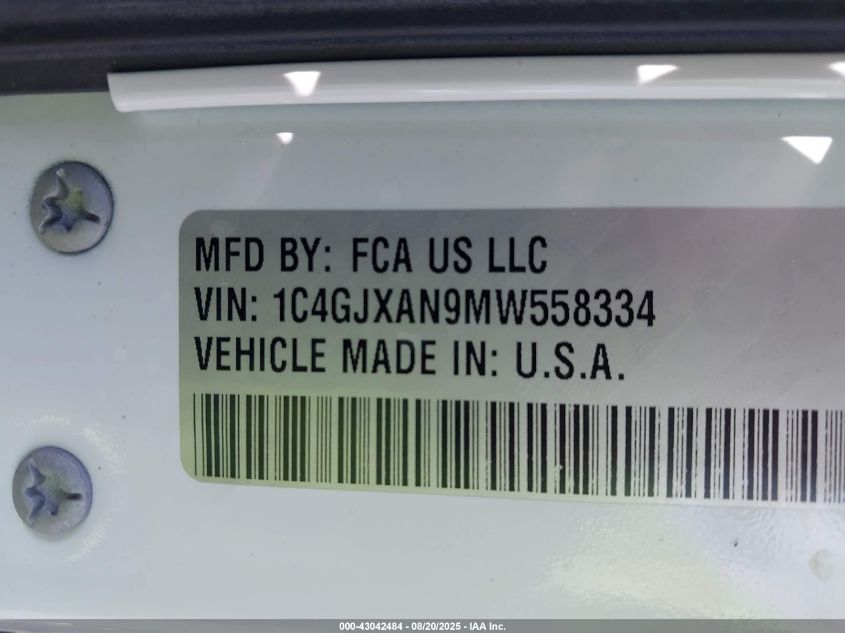 MFD BY: FCA US LLC
VIN: 1C4GJXAN9MW558334
VEHICLE MADE IN: U.S.A.
000-43042484 - 08/20/2025 - IAA Inc.